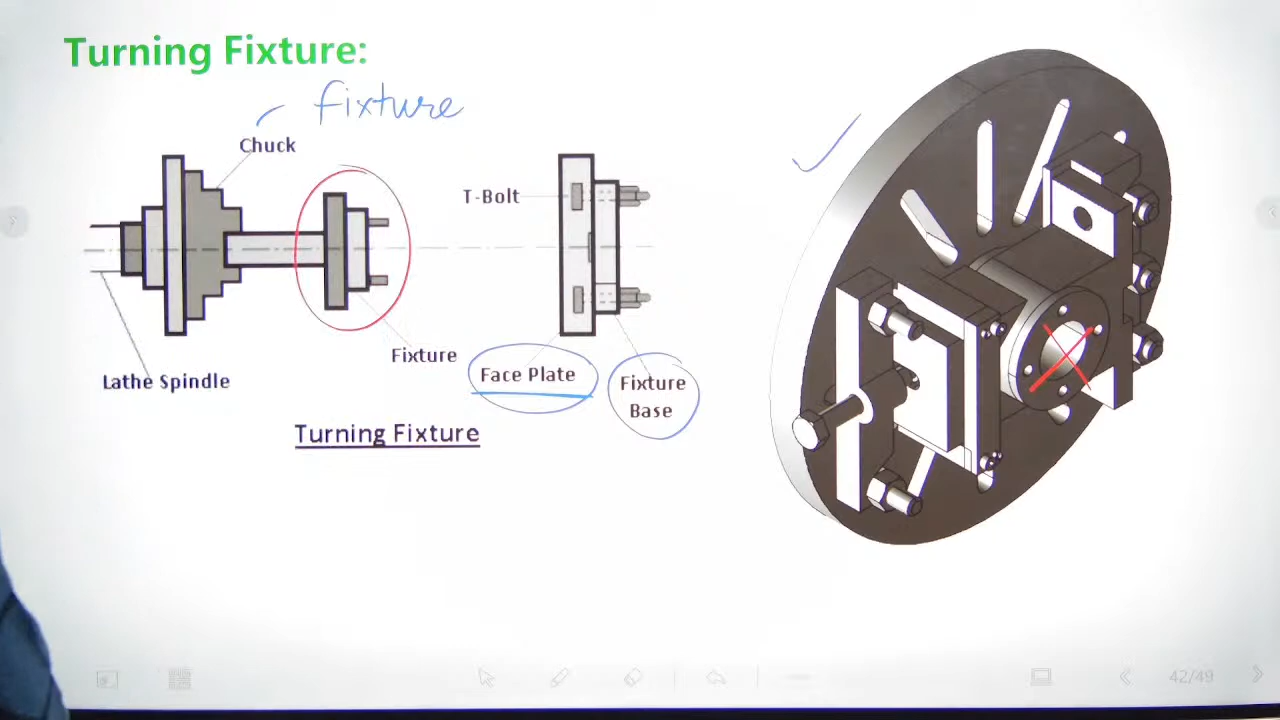 Turning Fixture:
fixture
Chuck
T-Bolt
Fixture
Face Plate
Fixture
Base
Lathe Spindle
Turning Fixture
42/49